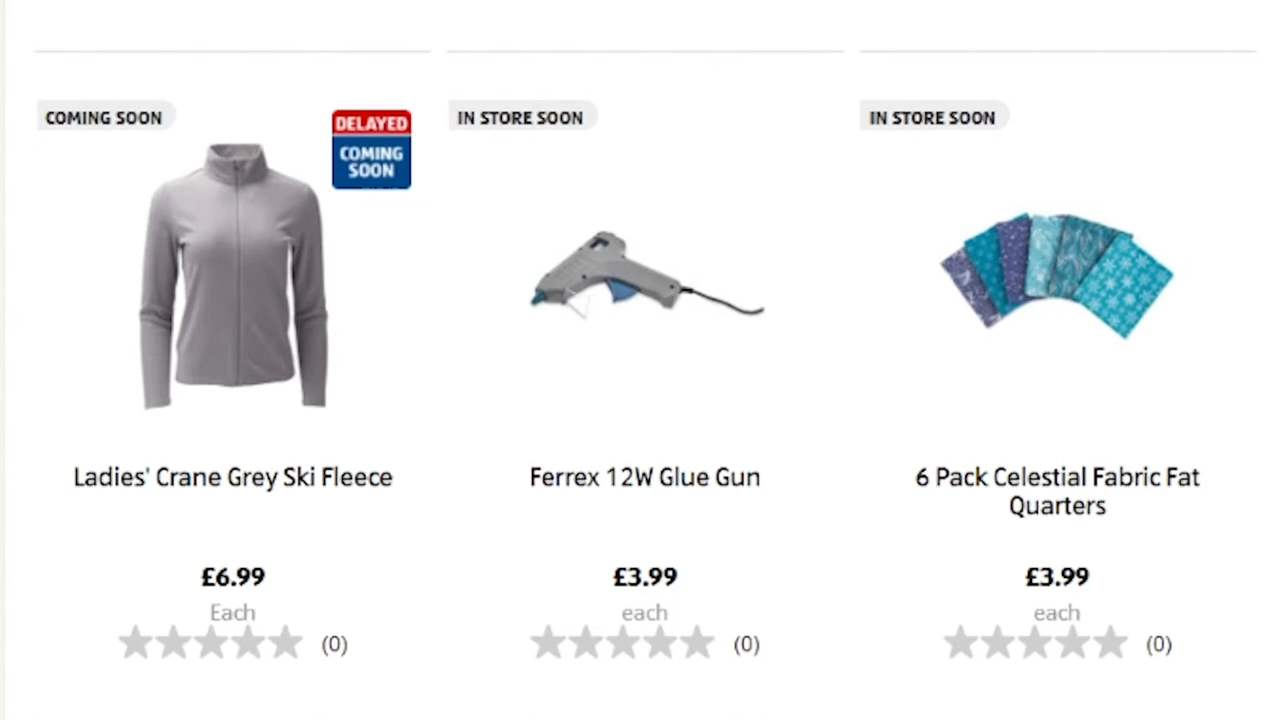 COMING SOON
DELAYED
COMING
SOON
Ladies' Crane Grey Ski Fleece
£6.99
Each
(0)
IN STORE SOON
Ferrex 12W Glue Gun
£3.99
each
(0)
IN STORE SOON
6 Pack Celestial Fabric Fat
Quarters
£3.99
each
(0)